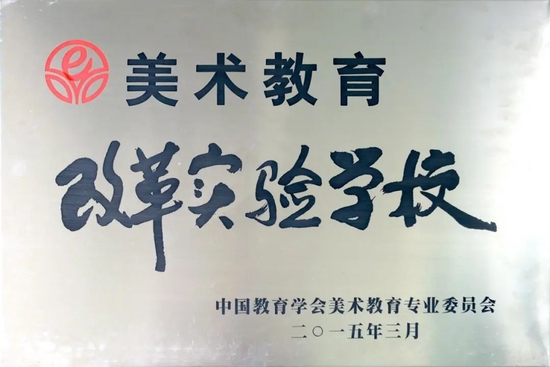 美术教育
改革实验学校
中国教育学会美术教育专业委员会
二〇一五年三月